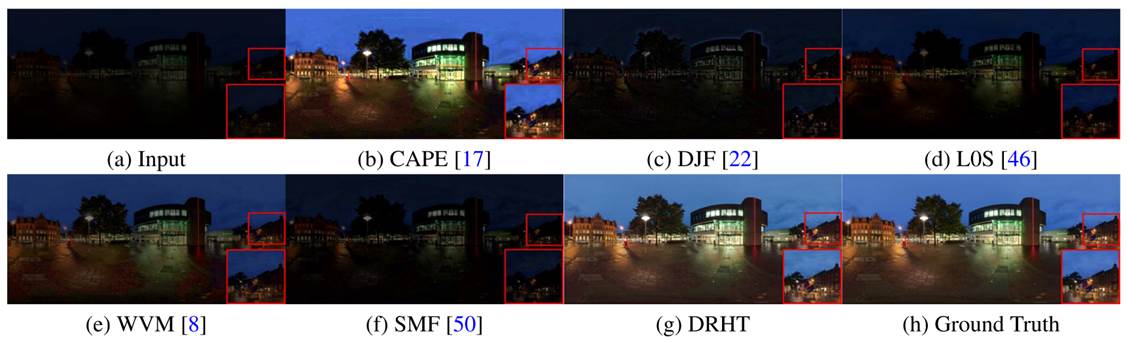 (a) Input
(b) CAPE [17]
(c) DJF [22]
(d) L0S [46]
(e) WVM [8]
(f) SMF [50]
(g) DRHT
(h) Ground Truth